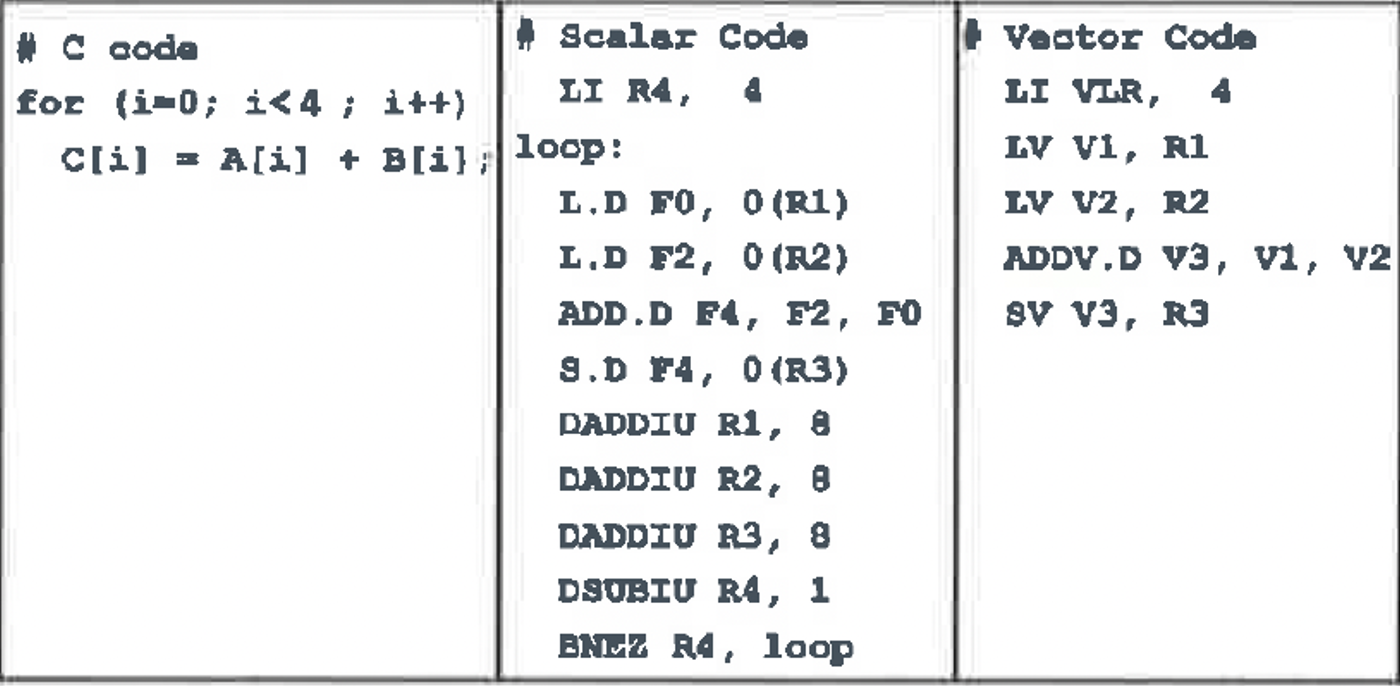 # C code
for (i=0; i<4 ; i++)
C[i] = A[i] + B[i];
# Scalar Code
LI R4, 4
loop:
L.D F0, 0(R1)
L.D F2, 0(R2)
ADD.D F4, F2, F0
S.D F4, 0(R3)
DADDIU R1, 8
DADDIU R2, 8
DADDIU R3, 8
DSUBIU R4, 1
BNEZ R4, loop
# Vector Code
LI VLR, 4
LV V1, R1
LV V2, R2
ADDV.D V3, V1, V2
SV V3, R3